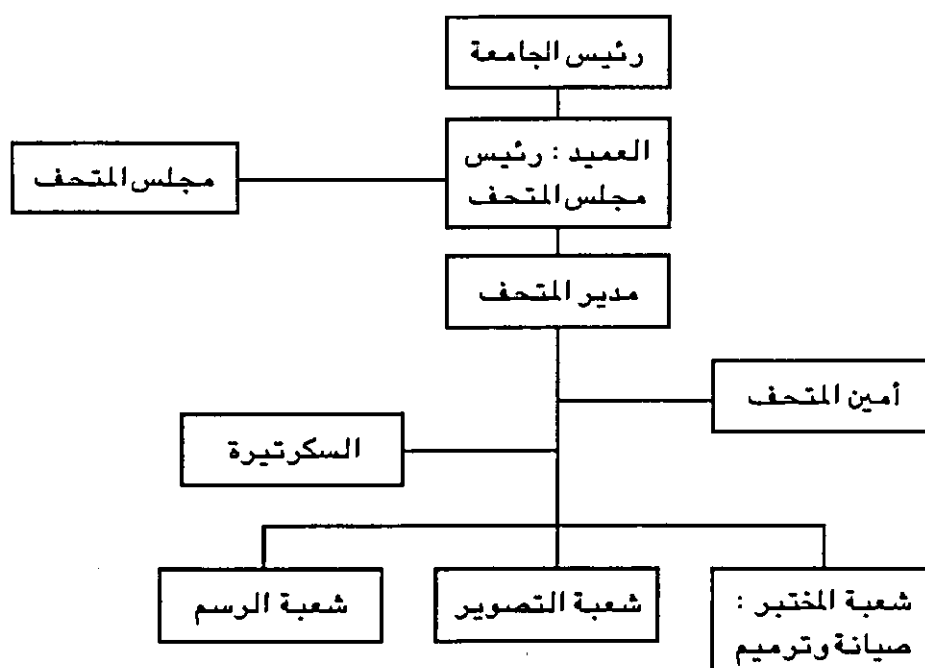 رئيس الجامعة
العميد : رئيس
مجلس المتحف
مجلس المتحف
مدير المتحف
أمين المتحف
السكرتيرة
شعبة المختبر :
صيانة وترميم
شعبة التصوير
شعبة الرسم